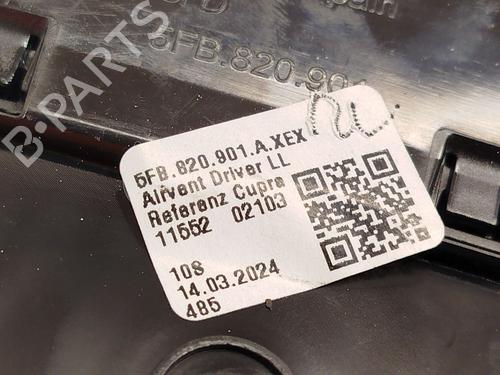 5FB.820.901
B-PARTS
5FB.820.901.A.XEX
Airvent Driver LL
Referenz Cupra
11552 02103
108
14.03.2024
485